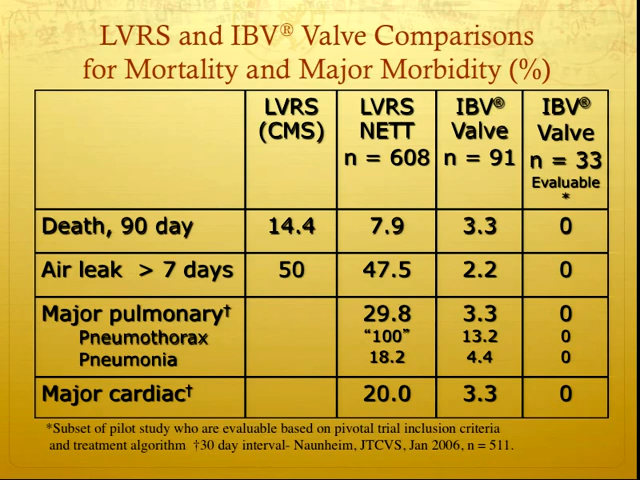 LVRS and IBV® Valve Comparisons
for Mortality and Major Morbidity (%)
LVRS (CMS) LVRS NETT n = 608 IBV® Valve n = 91 IBV® Valve n = 33 Evaluable *
Death, 90 day 14.4 7.9 3.3 0
Air leak > 7 days 50 47.5 2.2 0
Major pulmonary† 29.8 3.3 0
Pneumothorax “100” 13.2 0
Pneumonia 18.2 4.4 0
Major cardiac† 20.0 3.3 0
*Subset of pilot study who are evaluable based on pivotal trial inclusion criteria
and treatment algorithm †30 day interval- Naunheim, JTCVS, Jan 2006, n = 511.